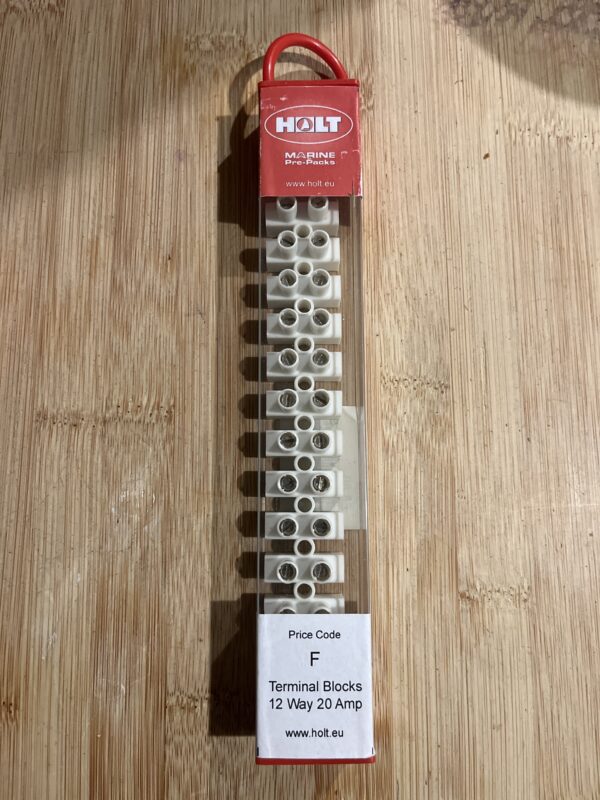 HOLT
MARINE
Pre-Packs
www.holt.eu
Price Code
F
Terminal Blocks
12 Way 20 Amp
www.holt.eu